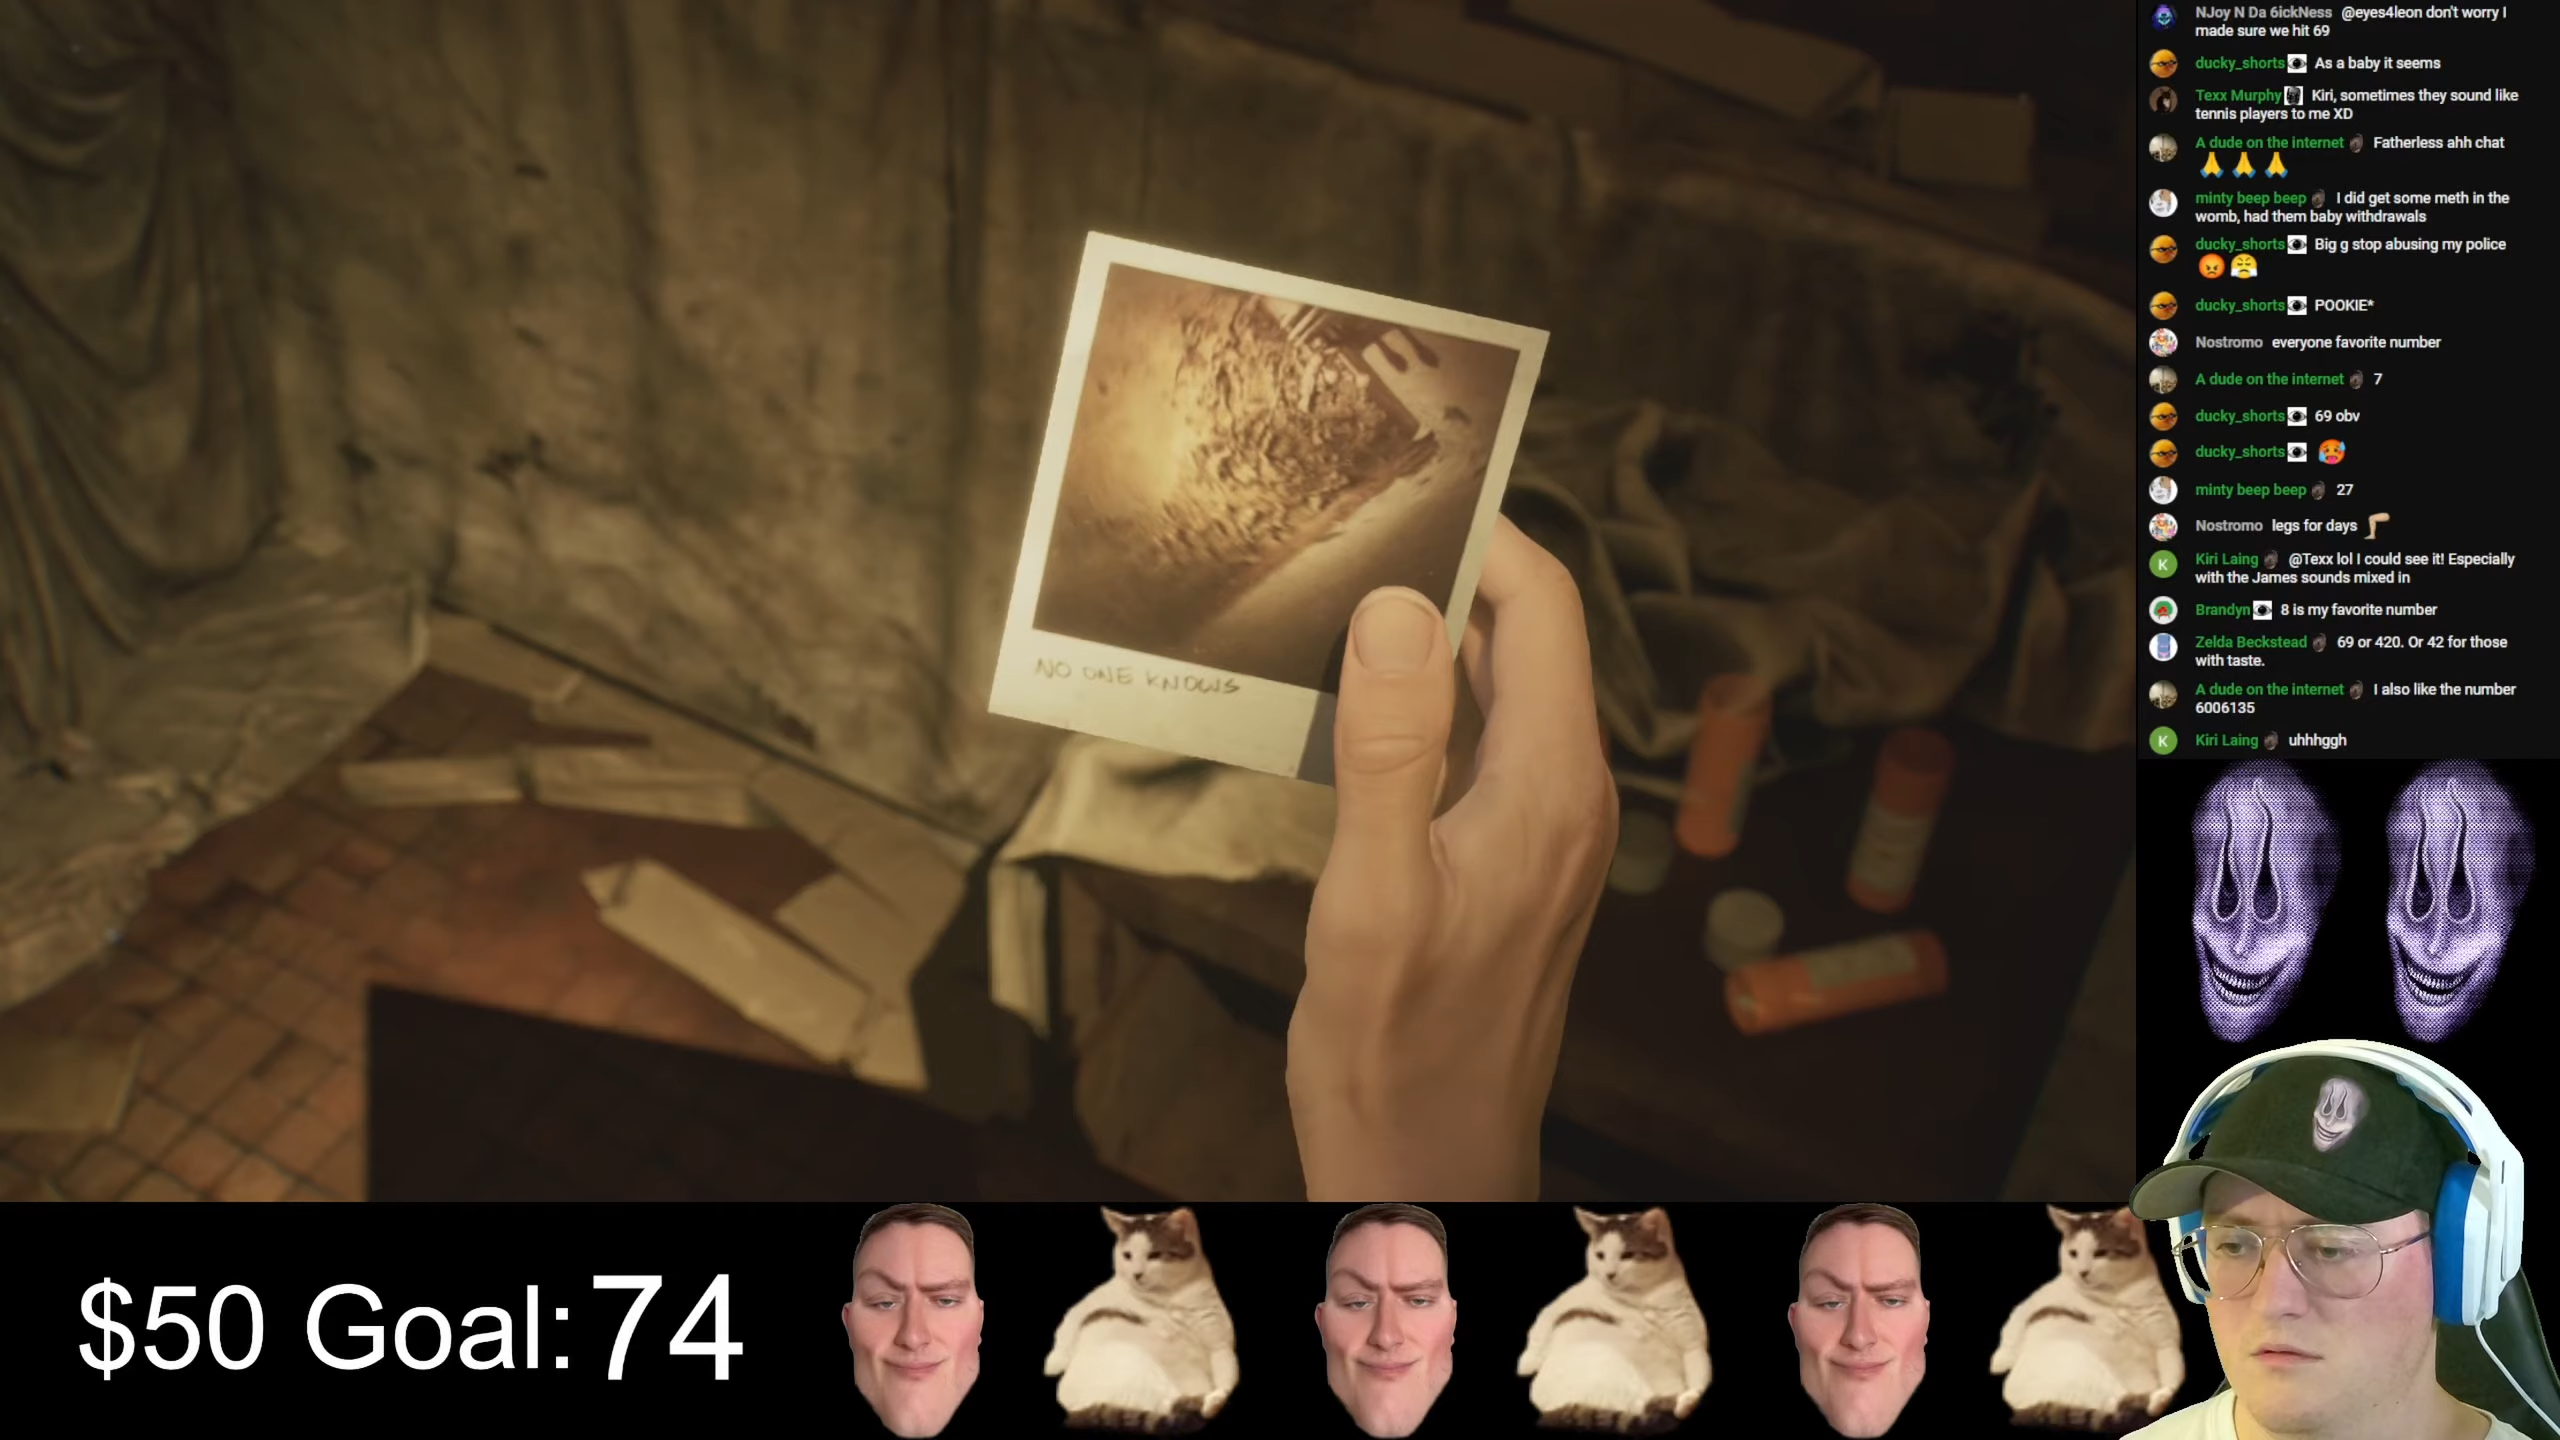 NO ONE KNOWS
NJoy N Da 6ickNess @eyes4leon don't worry I
made sure we hit 69
ducky_shorts As a baby it seems
Texx Murphy Kiri, sometimes they sound like
tennis players to me XD
A dude on the internet Fatherless ahh chat
🙏🙏🙏
minty beep beep I did get some meth in the
womb, had them baby withdrawals
ducky_shorts Big g stop abusing my police
😡😤
ducky_shorts POOKIE*
Nostromo everyone favorite number
A dude on the internet 7
ducky_shorts 69 obv
ducky_shorts 🥵
minty beep beep 27
Nostromo legs for days 🦵
Kiri Laing @Texx lol I could see it! Especially
with the James sounds mixed in
Brandyn 8 is my favorite number
Zelda Beckstead 69 or 420. Or 42 for those
with taste.
A dude on the internet I also like the number
6006135
K Kiri Laing uhhhggh
$50 Goal: 74